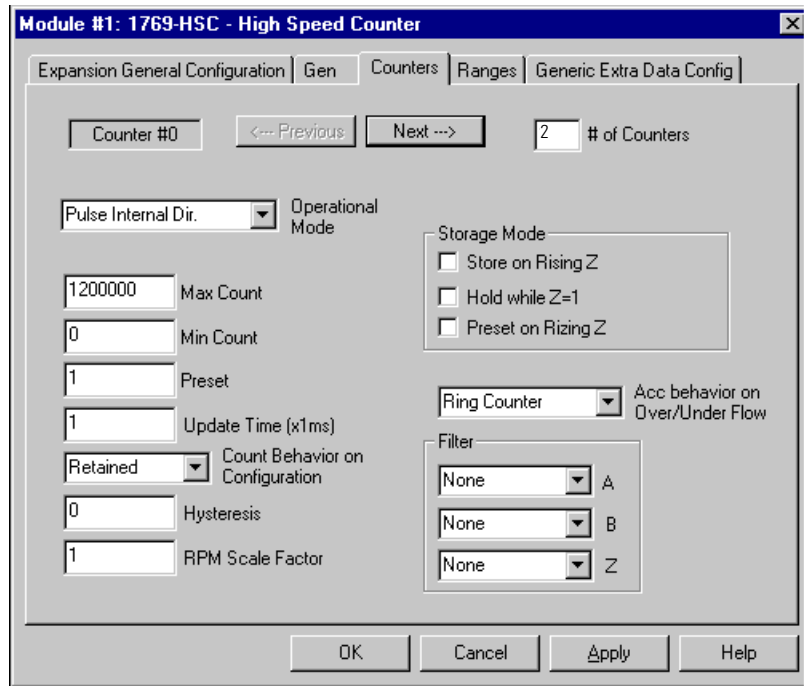 Module #1: 1769-HSC - High Speed Counter
Expansion General Configuration
Gen
Counters
Ranges
Generic Extra Data Config
Counter #0
<--- Previous
Next --->
2
# of Counters
Pulse Internal Dir.
Operational
Mode
1200000
Max Count
0
Min Count
1
Preset
1
Update Time (x1ms)
Retained
Count Behavior on
Configuration
0
Hysteresis
1
RPM Scale Factor
Storage Mode
Store on Rising Z
Hold while Z=1
Preset on Rizing Z
Ring Counter
Acc behavior on
Over/Under Flow
Filter
None
A
None
B
None
Z
OK
Cancel
Apply
Help